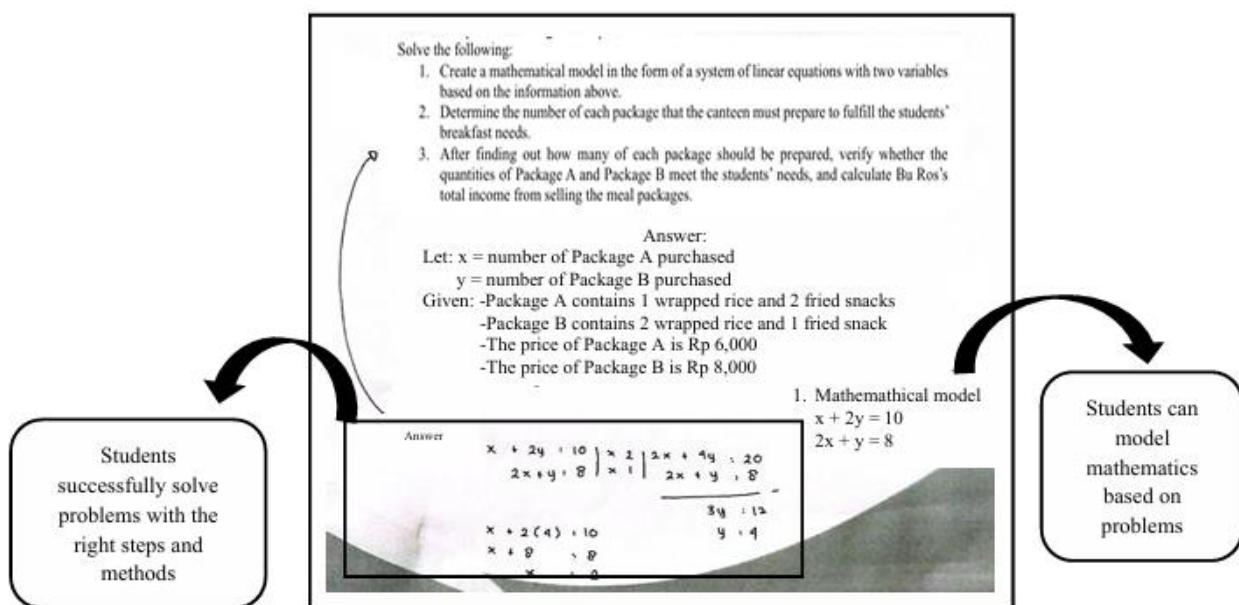 Solve the following:
1. Create a mathematical model in the form of a system of linear equations with two variables
based on the information above.
2. Determine the number of each package that the canteen must prepare to fulfill the students'
breakfast needs.
3. After finding out how many of each package should be prepared, verify whether the
quantities of Package A and Package B meet the students' needs, and calculate Bu Ros's
total income from selling the meal packages.
Answer:
Let: x = number of Package A purchased
y = number of Package B purchased
Given: -Package A contains 1 wrapped rice and 2 fried snacks
-Package B contains 2 wrapped rice and 1 fried snack
-The price of Package A is Rp 6,000
-The price of Package B is Rp 8,000
1. Mathemathical model
x + 2y = 10
2x + y = 8
Answer
x + 2y = 10 | x 2 | 2x + 4y = 20
2x + y = 8 | x 1 | 2x + y = 8
3y = 12
y = 4
x + 2(4) = 10
x + 8 = 8
x =
Students
successfully solve
problems with the
right steps and
methods
Students can
model
mathematics
based on
problems